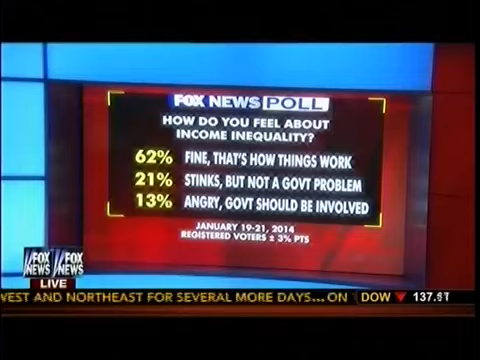 FOX NEWS POLL
HOW DO YOU FEEL ABOUT
INCOME INEQUALITY?
62% FINE, THAT'S HOW THINGS WORK
21% STINKS, BUT NOT A GOVT PROBLEM
13% ANGRY, GOVT SHOULD BE INVOLVED
JANUARY 19-21, 2014
REGISTERED VOTERS ± 3% PTS
FOX NEWS FOX NEWS
LIVE
WEST AND NORTHEAST FOR SEVERAL MORE DAYS... ON DOW ▼